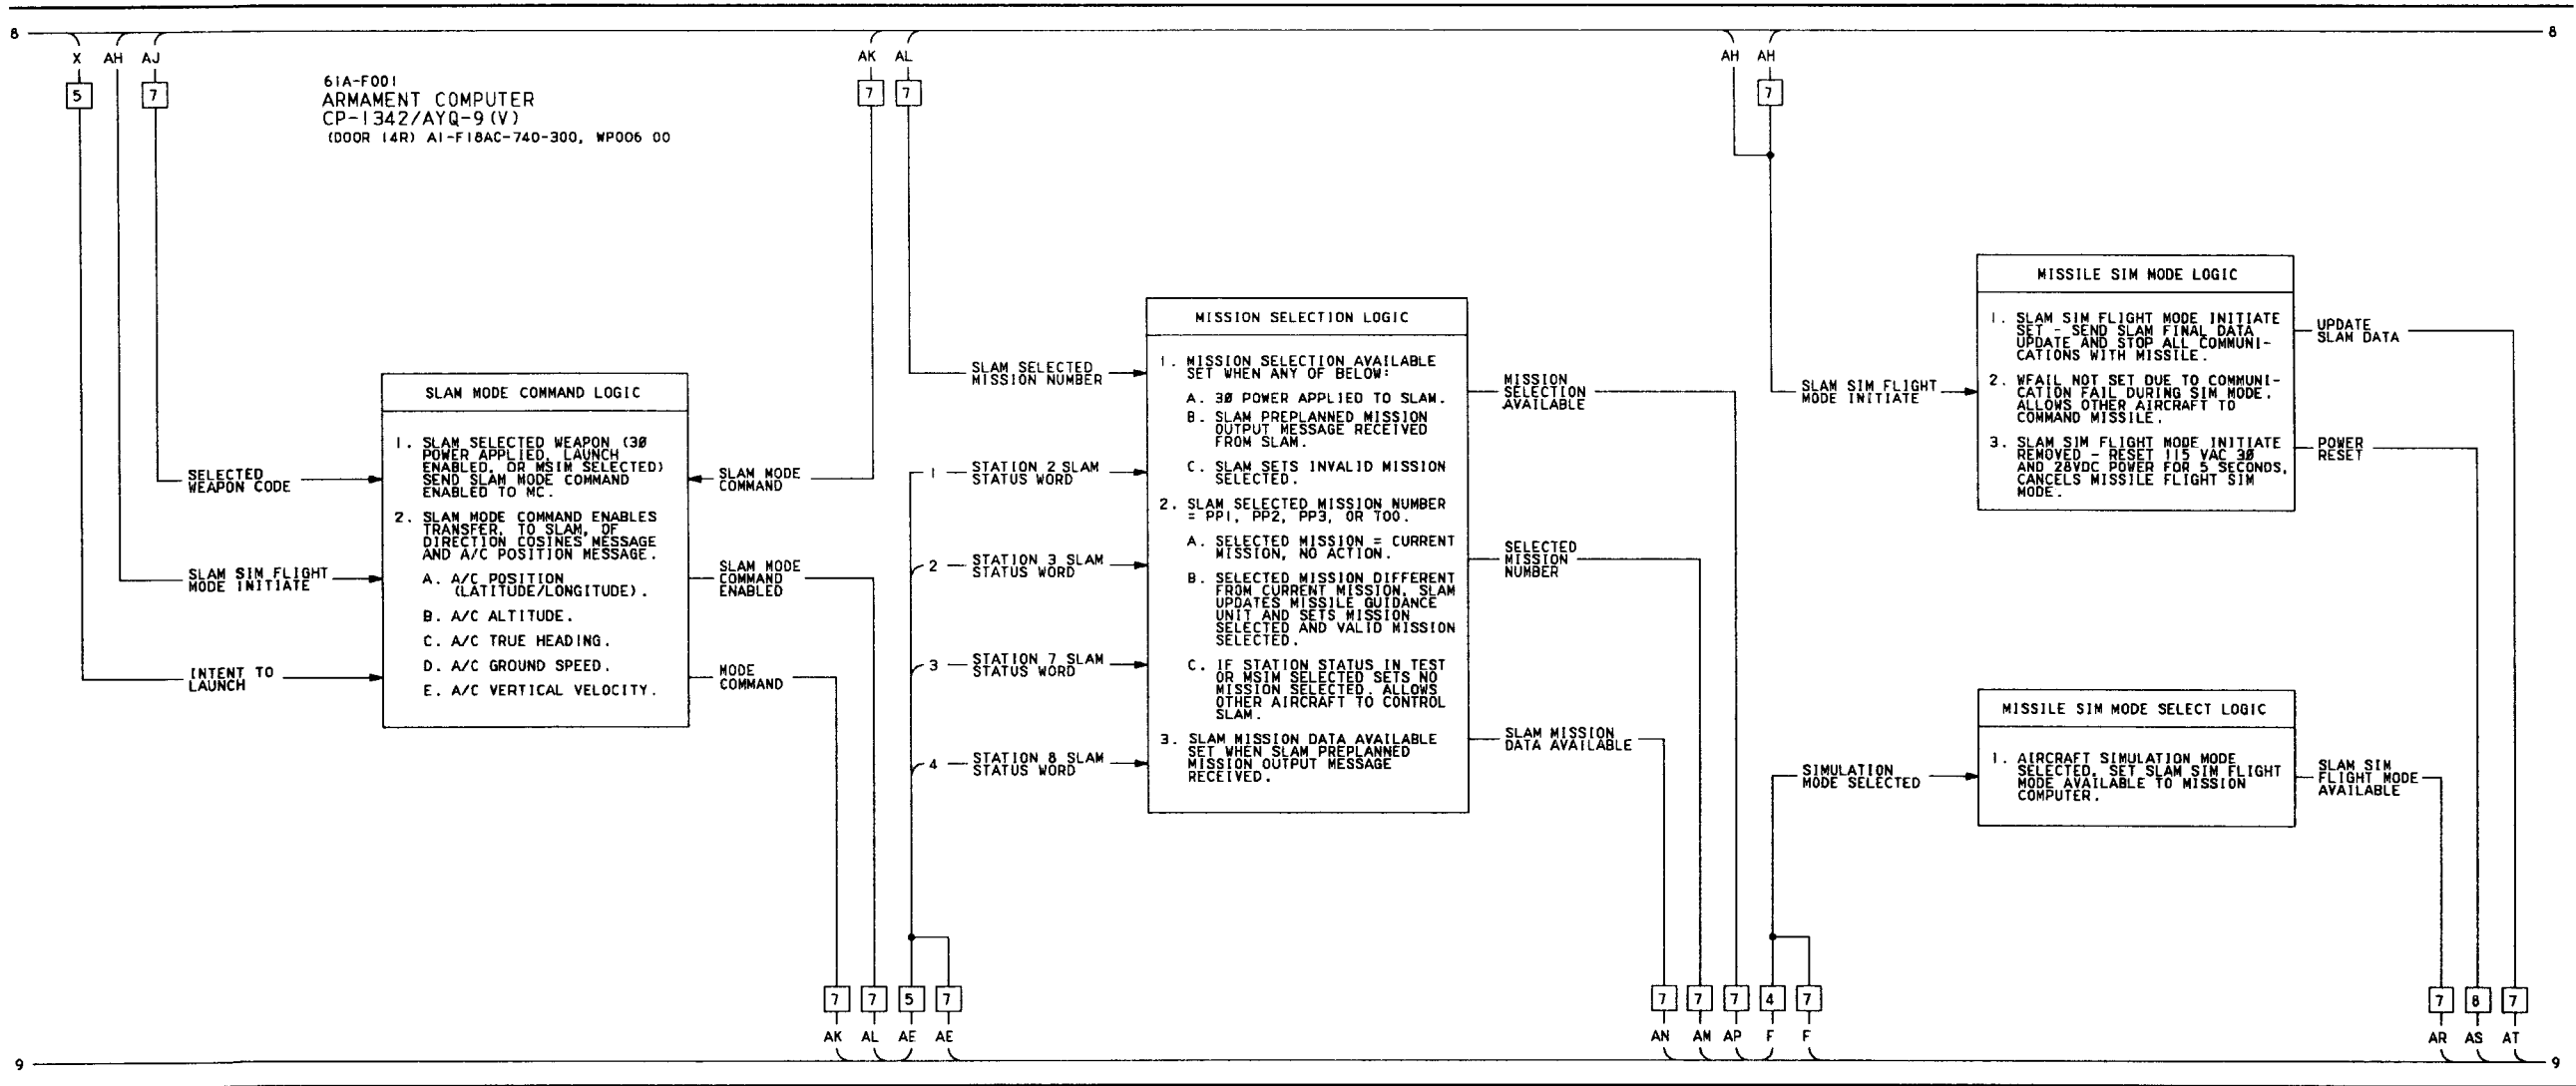 8
X AH AJ
5 7
61A-F001
ARMAMENT COMPUTER
CP-1342/AYQ-9(V)
(DOOR 14R) A1-F18AC-740-300, WP006 00
AK AL
7 7
AH AH
7
8
SELECTED
WEAPON CODE
SLAM SIM FLIGHT
MODE INITIATE
INTENT TO
LAUNCH
SLAM MODE COMMAND LOGIC
1. SLAM SELECTED WEAPON (3Ø
POWER APPLIED, LAUNCH
ENABLED, OR MSIM SELECTED)
SEND SLAM MODE COMMAND
ENABLED TO MC.
2. SLAM MODE COMMAND ENABLES
TRANSFER, TO SLAM, OF
DIRECTION COSINES MESSAGE
AND A/C POSITION MESSAGE.
A. A/C POSITION
(LATITUDE/LONGITUDE).
B. A/C ALTITUDE.
C. A/C TRUE HEADING.
D. A/C GROUND SPEED.
E. A/C VERTICAL VELOCITY.
SLAM MODE
COMMAND
SLAM MODE
COMMAND
ENABLED
MODE
COMMAND
SLAM SELECTED
MISSION NUMBER
1 STATION 2 SLAM
STATUS WORD
2 STATION 3 SLAM
STATUS WORD
3 STATION 7 SLAM
STATUS WORD
4 STATION 8 SLAM
STATUS WORD
MISSION SELECTION LOGIC
1. MISSION SELECTION AVAILABLE
SET WHEN ANY OF BELOW:
A. 3Ø POWER APPLIED TO SLAM.
B. SLAM PREPLANNED MISSION
OUTPUT MESSAGE RECEIVED
FROM SLAM.
C. SLAM SETS INVALID MISSION
SELECTED.
2. SLAM SELECTED MISSION NUMBER
= PP1, PP2, PP3, OR TOO.
A. SELECTED MISSION = CURRENT
MISSION, NO ACTION.
B. SELECTED MISSION DIFFERENT
FROM CURRENT MISSION, SLAM
UPDATES MISSILE GUIDANCE
UNIT AND SETS MISSION
SELECTED AND VALID MISSION
SELECTED.
C. IF STATION STATUS IN TEST
OR MSIM SELECTED SETS NO
MISSION SELECTED. ALLOWS
OTHER AIRCRAFT TO CONTROL
SLAM.
3. SLAM MISSION DATA AVAILABLE
SET WHEN SLAM PREPLANNED
MISSION OUTPUT MESSAGE
RECEIVED.
MISSION
SELECTION
AVAILABLE
SELECTED
MISSION
NUMBER
SLAM MISSION
DATA AVAILABLE
SLAM SIM FLIGHT
MODE INITIATE
MISSILE SIM MODE LOGIC
1. SLAM SIM FLIGHT MODE INITIATE
SET - SEND SLAM FINAL DATA
UPDATE AND STOP ALL COMMUNI-
CATIONS WITH MISSILE.
2. WFAIL NOT SET DUE TO COMMUNI-
CATION FAIL DURING SIM MODE.
ALLOWS OTHER AIRCRAFT TO
COMMAND MISSILE.
3. SLAM SIM FLIGHT MODE INITIATE
REMOVED - RESET 115 VAC 3Ø
AND 28VDC POWER FOR 5 SECONDS,
CANCELS MISSILE FLIGHT SIM
MODE.
UPDATE
SLAM DATA
POWER
RESET
SIMULATION
MODE SELECTED
MISSILE SIM MODE SELECT LOGIC
1. AIRCRAFT SIMULATION MODE
SELECTED, SET SLAM SIM FLIGHT
MODE AVAILABLE TO MISSION
COMPUTER.
SLAM SIM
FLIGHT MODE
AVAILABLE
7 7 5 7
AK AL AE AE
7 7 7 4 7
AN AM AP F F
7 8 7
AR AS AT
9
9